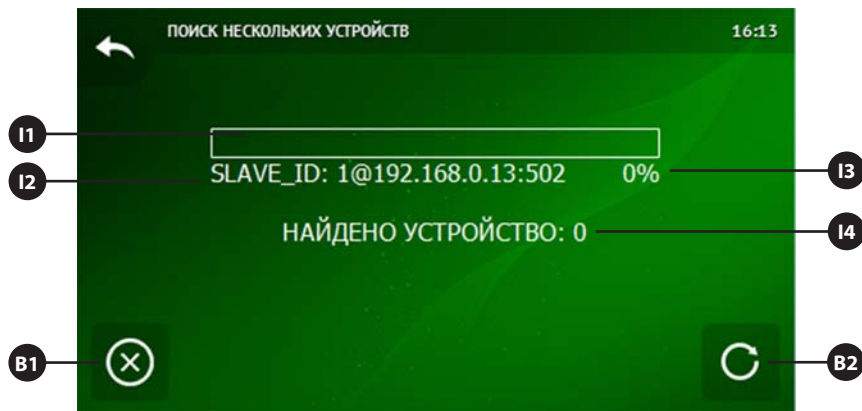 ПОИСК НЕСКОЛЬКИХ УСТРОЙСТВ 16:13
I1
I2 SLAVE_ID: 1@192.168.0.13:502 0% I3
НАЙДЕНО УСТРОЙСТВО: 0 I4
B1 B2